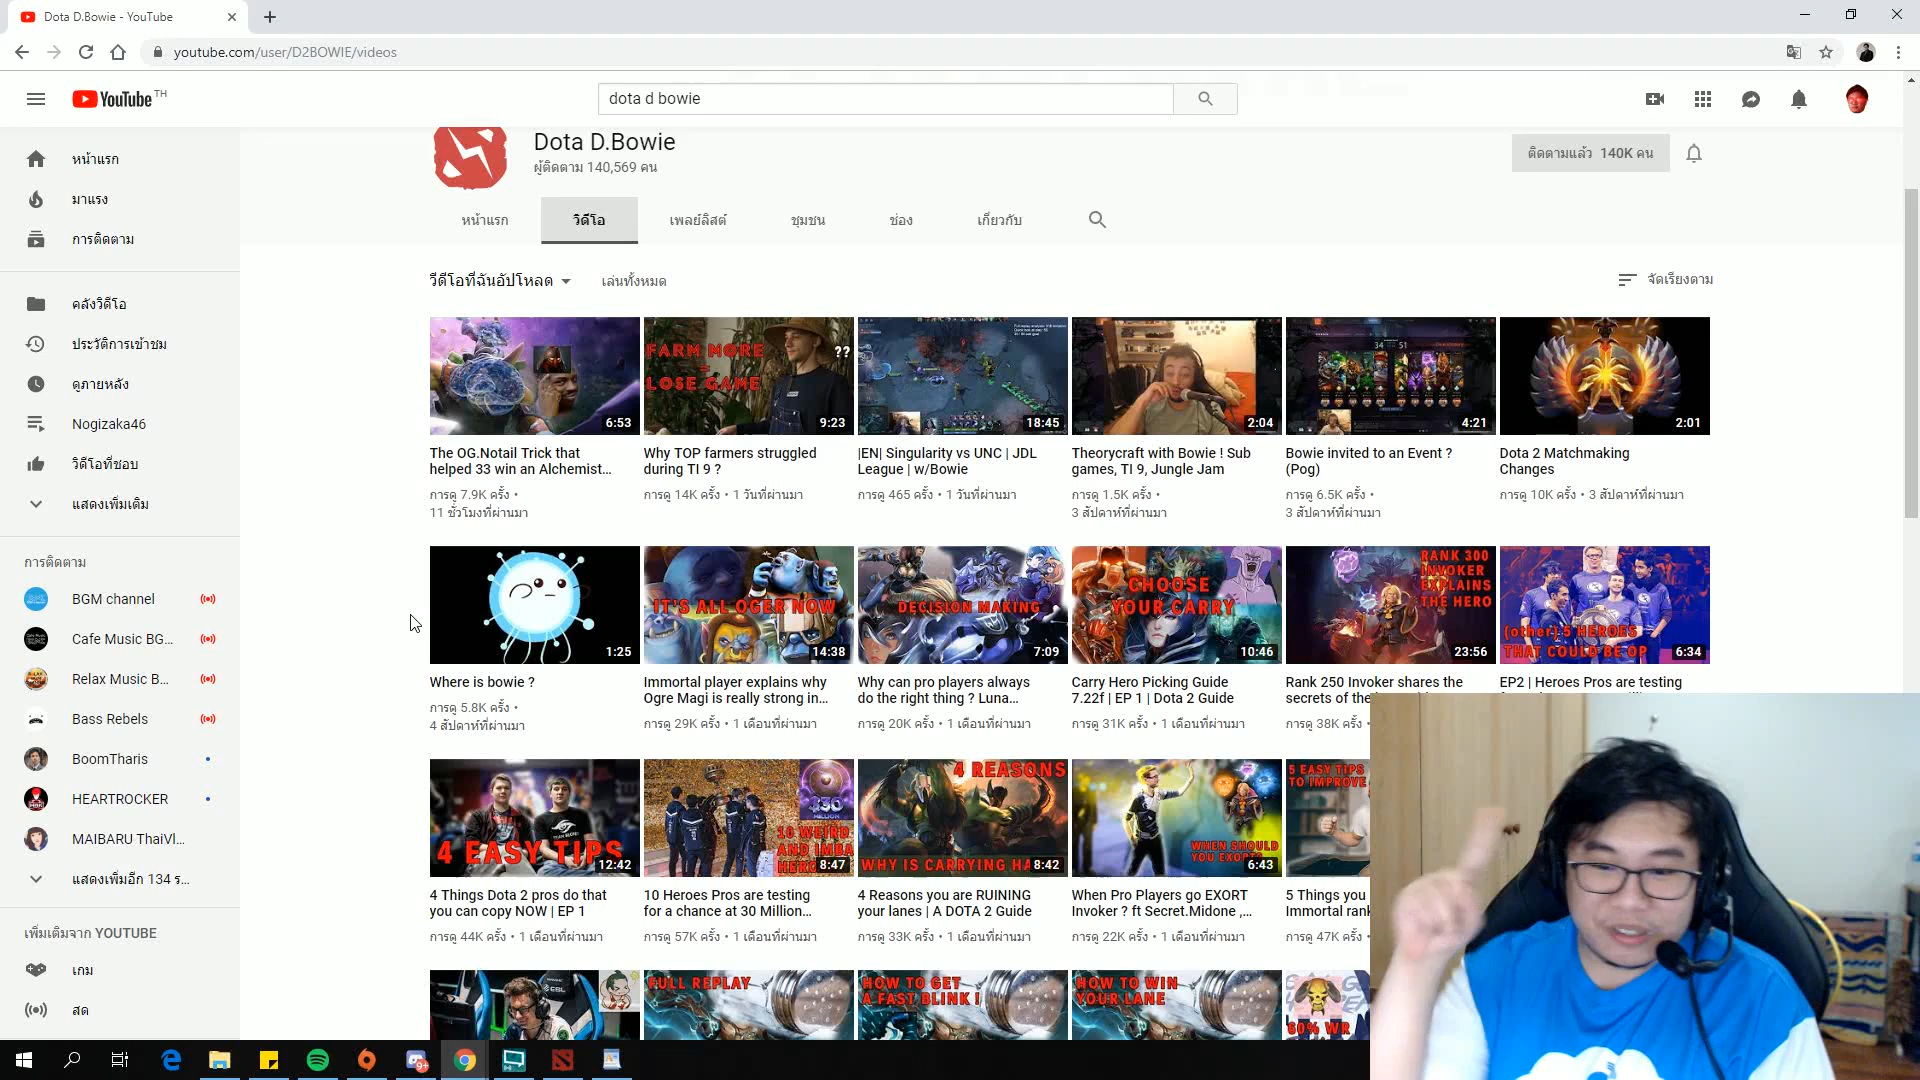 Dota D.Bowie - YouTube
youtube.com/user/D2BOWIE/videos
YouTube TH
dota d bowie
หน้าแรก
มาแรง
การติดตาม
คลังวิดีโอ
ประวัติการเข้าชม
ดูภายหลัง
Nogizaka46
วิดีโอที่ชอบ
แสดงเพิ่มเติม
การติดตาม
BGM channel
Cafe Music BG...
Relax Music B...
Bass Rebels
BoomTharis
HEARTROCKER
MAIBARU ThaiVl...
แสดงเพิ่มอีก 134 ร...
เพิ่มเติมจาก YOUTUBE
เกม
สด
Dota D.Bowie
ผู้ติดตาม 140,569 คน
ติดตามแล้ว 140K คน
หน้าแรก วิดีโอ เพลย์ลิสต์ ชุมชน ช่อง เกี่ยวกับ
วิดีโอที่ฉันอัปโหลด เล่นทั้งหมด
จัดเรียงตาม
6:53
FARM MORE
=
LOSE GAME
??
9:23
18:45
2:04
34 51
4:21
2:01
The OG.Notail Trick that
helped 33 win an Alchemist...
การดู 7.9K ครั้ง •
11 ชั่วโมงที่ผ่านมา
Why TOP farmers struggled
during TI 9 ?
การดู 14K ครั้ง • 1 วันที่ผ่านมา
|EN| Singularity vs UNC | JDL
League | w/Bowie
การดู 465 ครั้ง • 1 วันที่ผ่านมา
Theorycraft with Bowie ! Sub
games, TI 9, Jungle Jam
การดู 1.5K ครั้ง •
3 สัปดาห์ที่ผ่านมา
Bowie invited to an Event ?
(Pog)
การดู 6.5K ครั้ง •
3 สัปดาห์ที่ผ่านมา
Dota 2 Matchmaking
Changes
การดู 10K ครั้ง • 3 สัปดาห์ที่ผ่านมา
1:25
IT'S ALL OGER NOW
14:38
DECISION MAKING
7:09
CHOOSE
YOUR CARRY
10:46
RANK 300
INVOKER
EXPLAINS
THE HERO
23:56
(other) 5 HEROES
THAT COULD BE OP
6:34
Where is bowie ?
การดู 5.8K ครั้ง •
4 สัปดาห์ที่ผ่านมา
Immortal player explains why
Ogre Magi is really strong in...
การดู 29K ครั้ง • 1 เดือนที่ผ่านมา
Why can pro players always
do the right thing ? Luna...
การดู 20K ครั้ง • 1 เดือนที่ผ่านมา
Carry Hero Picking Guide
7.22f | EP 1 | Dota 2 Guide
การดู 31K ครั้ง • 1 เดือนที่ผ่านมา
Rank 250 Invoker shares the
secrets of the
การดู 38K ครั้ง •
EP2 | Heroes Pros are testing
4 EASY TIPS
12:42
10 WEIRD
AND IMBA
8:47
4 REASONS
WHY IS CARRYING HA
8:42
WHEN SHOULD
YOU EXORT
6:43
5 EASY TIPS
TO IMPROVE
4 Things Dota 2 pros do that
you can copy NOW | EP 1
การดู 44K ครั้ง • 1 เดือนที่ผ่านมา
10 Heroes Pros are testing
for a chance at 30 Million...
การดู 57K ครั้ง • 1 เดือนที่ผ่านมา
4 Reasons you are RUINING
your lanes | A DOTA 2 Guide
การดู 33K ครั้ง • 1 เดือนที่ผ่านมา
When Pro Players go EXORT
Invoker ? ft Secret.Midone ,...
การดู 22K ครั้ง • 1 เดือนที่ผ่านมา
5 Things you
Immortal rank
การดู 47K ครั้ง •
FULL REPLAY
HOW TO GET
A FAST BLINK !
HOW TO WIN
YOUR LANE
60% WR